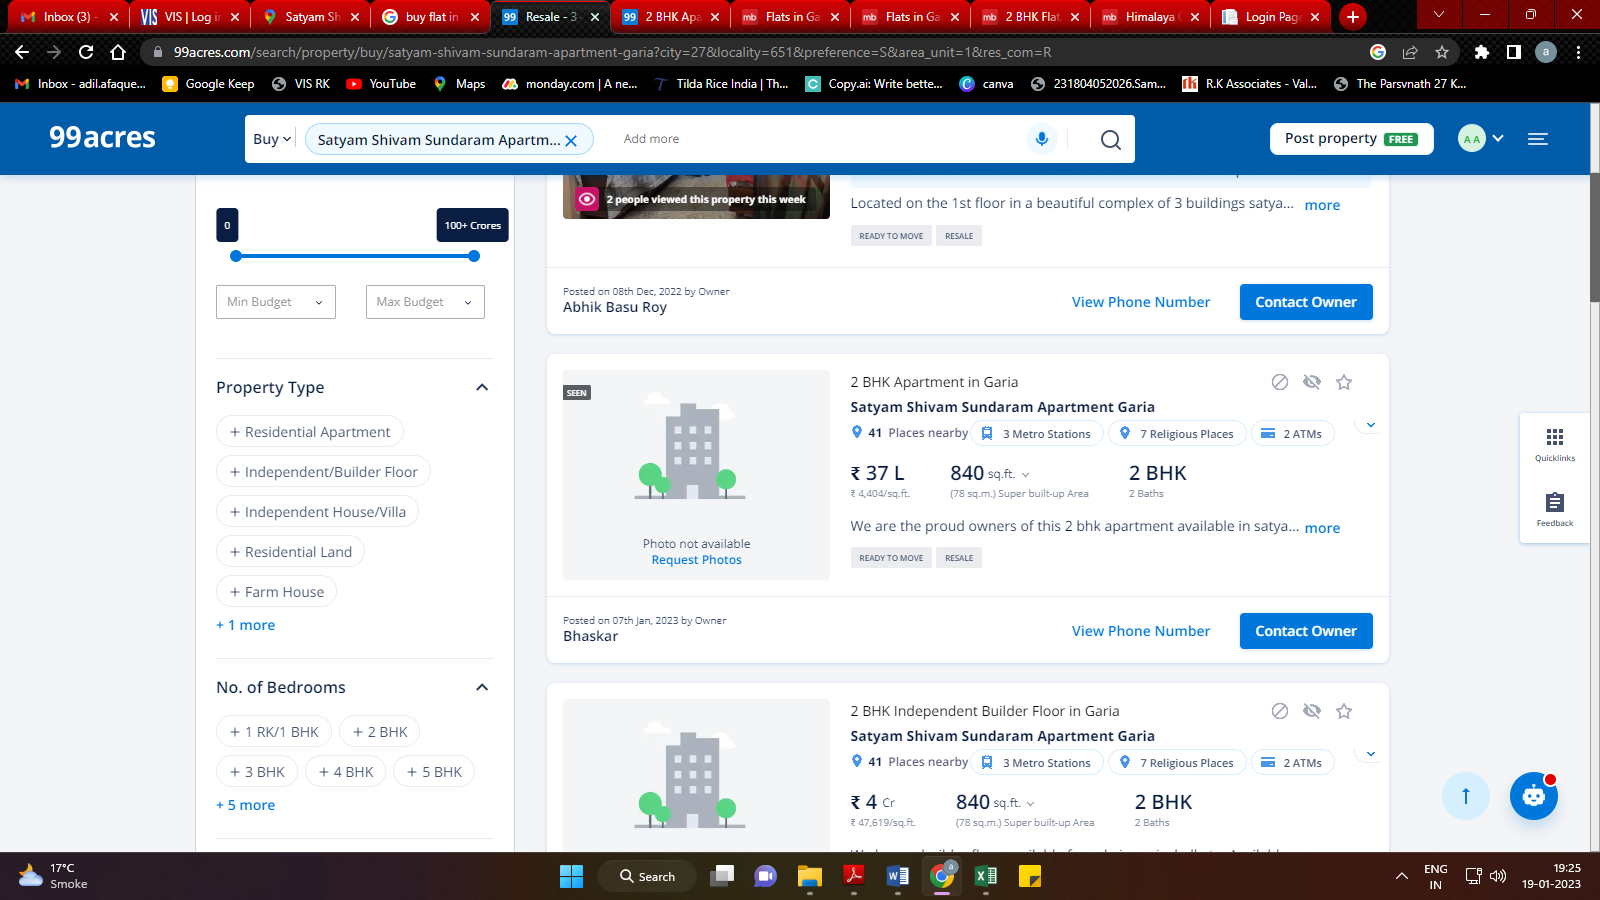 Inbox (3) -
VIS | Log in
Satyam Sh
buy flat in
Resale - 3
2 BHK Apa
Flats in Ga
Flats in Ga
2 BHK Flat
Himalaya
Login Page
99acres.com/search/property/buy/satyam-shivam-sundaram-apartment-garia?city=27&locality=651&preference=S&area_unit=1&res_com=R
a
Inbox - adil.afaque...
Google Keep
VIS RK
YouTube
Maps
monday.com | A ne...
Tilda Rice India | Th...
Copy.ai: Write bette...
canva
231804052026.Sam...
R.K Associates - Val...
The Parsvnath 27 K...
99acres
Buy
Satyam Shivam Sundaram Apartm...
Add more
Post property FREE
A A
0
100+ Crores
Min Budget
Max Budget
Property Type
+ Residential Apartment
+ Independent/Builder Floor
+ Independent House/Villa
+ Residential Land
+ Farm House
+ 1 more
No. of Bedrooms
+ 1 RK/1 BHK
+ 2 BHK
+ 3 BHK
+ 4 BHK
+ 5 BHK
+ 5 more
2 people viewed this property this week
Located on the 1st floor in a beautiful complex of 3 buildings satya... more
READY TO MOVE
RESALE
Posted on 08th Dec, 2022 by Owner
Abhik Basu Roy
View Phone Number
Contact Owner
SEEN
Photo not available
Request Photos
2 BHK Apartment in Garia
Satyam Shivam Sundaram Apartment Garia
41 Places nearby
3 Metro Stations
7 Religious Places
2 ATMs
₹ 37 L
₹ 4,404/sq.ft.
840 sq.ft.
(78 sq.m.) Super built-up Area
2 BHK
2 Baths
We are the proud owners of this 2 bhk apartment available in satya... more
READY TO MOVE
RESALE
Posted on 07th Jan, 2023 by Owner
Bhaskar
View Phone Number
Contact Owner
2 BHK Independent Builder Floor in Garia
Satyam Shivam Sundaram Apartment Garia
41 Places nearby
3 Metro Stations
7 Religious Places
2 ATMs
₹ 4 Cr
₹ 47,619/sq.ft.
840 sq.ft.
(78 sq.m.) Super built-up Area
2 BHK
2 Baths
Quicklinks
Feedback
17°C
Smoke
Search
ENG
IN
19:25
19-01-2023